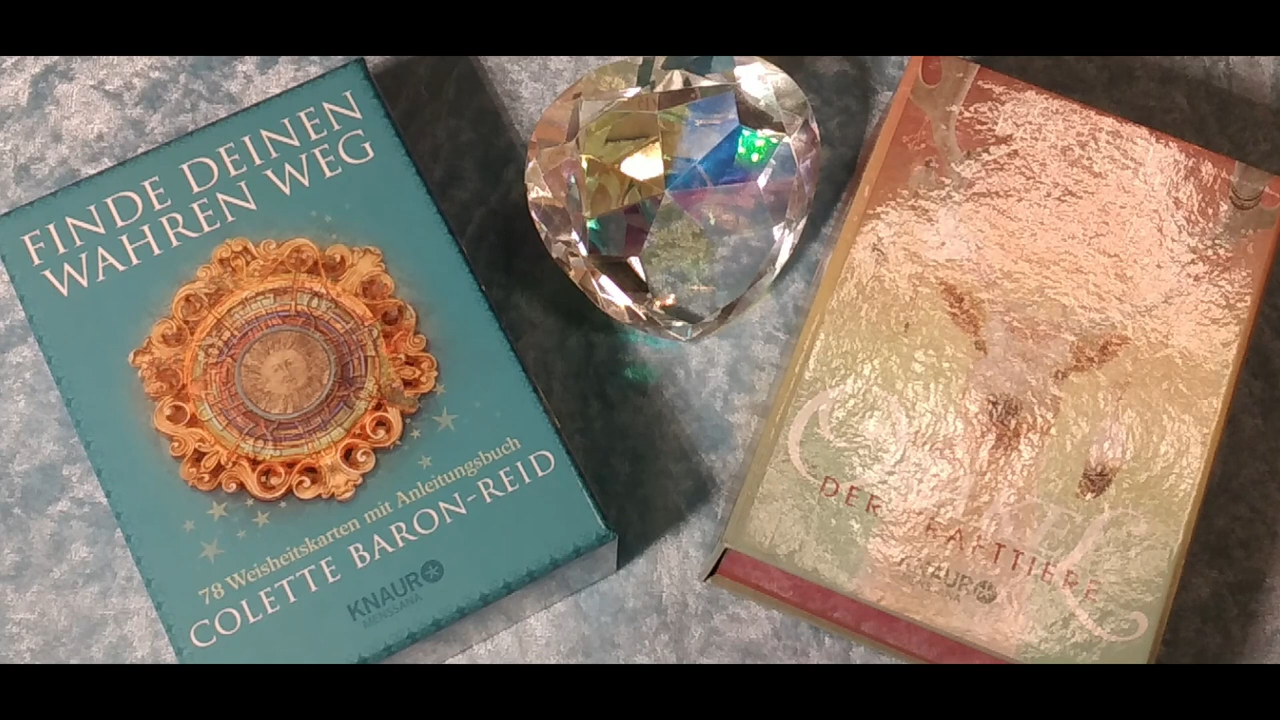 FINDE DEINEN
WAHREN WEG
78 Weisheitskarten mit Anleitungsbuch
COLETTE BARON-REID
KNAUR
MENSSANA
DER KRAFTTIERE
KNAUR